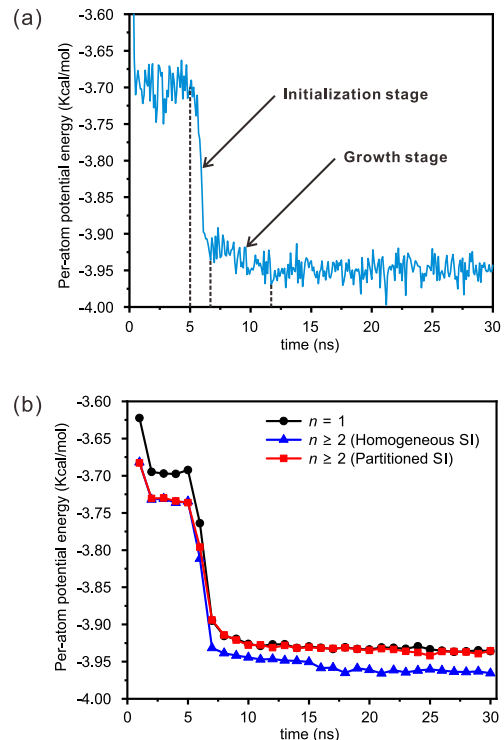 (a)
-3.60
-3.70
-3.75
-3.80
-3.85
-3.90
-3.95
-4.00
Per-atom potential energy (Kcal/mol)
Initialization stage
Growth stage
0 5 10 15 20 25 30
time (ns)
(b)
-3.60
-3.65
-3.70
-3.75
-3.80
-3.85
-3.90
-3.95
-4.00
Per-atom potential energy (Kcal/mol)
n = 1
n ≥ 2 (Homogeneous SI)
n ≥ 2 (Partitioned SI)
0 5 10 15 20 25 30
time (ns)